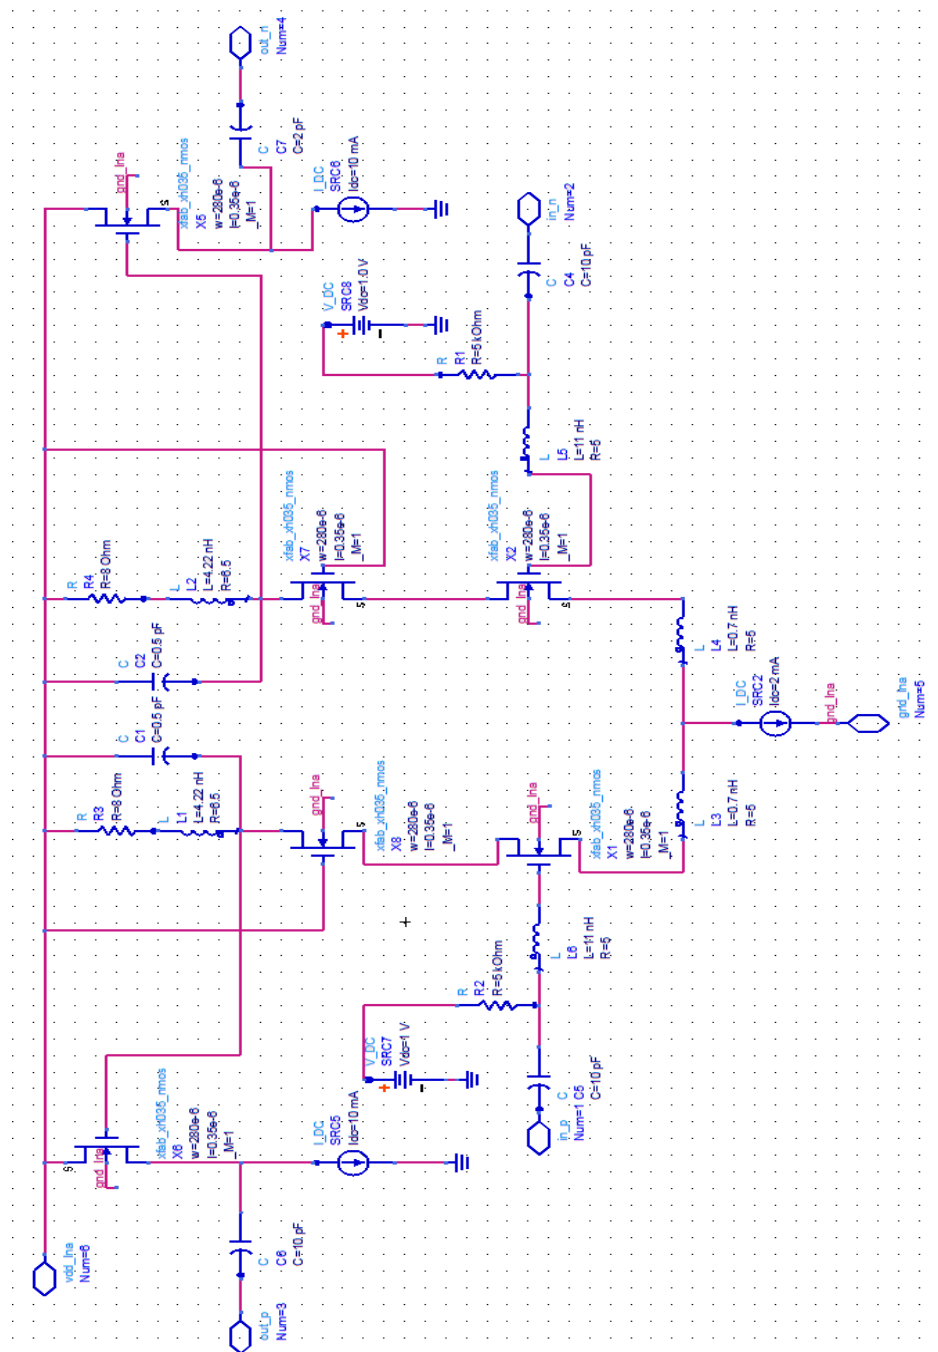 out_n
Num=4
C
C7
C=2 pF
gnd_lna
s
xfab_xh035_nmos
X5
w=280e-6
l=0.35e-6
_M=1
I_DC
SRC6
Idc=10 mA
in_n
Num=2
C
C4
C=10 pF
V_DC
SRC8
Vdc=1.0 V
+
-
R
R1
R=5 kOhm
L
L5
L=11 nH
R=5
xfab_xh035_nmos
X7
w=280e-6
l=0.35e-6
_M=1
gnd_lna
s
xfab_xh035_nmos
X2
w=280e-6
l=0.35e-6
_M=1
gnd_lna
s
R
R4
R=8 Ohm
L
L2
L=4.22 nH
R=6.5
C
C2
C=0.5 pF
C
C1
C=0.5 pF
L
L4
L=0.7 nH
R=5
I_DC
SRC2
Idc=2 mA
gnd_lna
gnd_lna
Num=5
R
R3
R=8 Ohm
L
L1
L=4.22 nH
R=6.5
gnd_lna
s
xfab_xh035_nmos
X8
w=280e-6
l=0.35e-6
_M=1
gnd_lna
s
xfab_xh035_nmos
X1
w=280e-6
l=0.35e-6
_M=1
L
L3
L=0.7 nH
R=5
L
L6
L=11 nH
R=5
R
R2
R=5 kOhm
V_DC
SRC7
Vdc=1 V
+
-
C
C5
C=10 pF
in_p
Num=1
s
gnd_lna
xfab_xh035_nmos
X6
w=280e-6
l=0.35e-6
_M=1
I_DC
SRC5
Idc=10 mA
vdd_lna
Num=6
C
C6
C=10 pF
out_p
Num=3